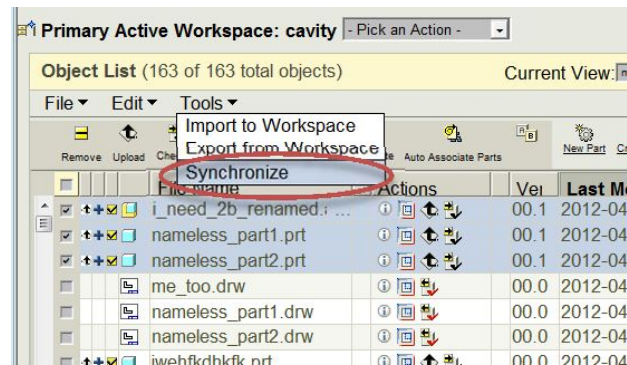 Primary Active Workspace: cavity - Pick an Action -
Object List (163 of 163 total objects) Current View:
File Edit Tools
Import to Workspace
Export from Workspace
Synchronize
Remove Upload Auto Associate Parts New Part
File Name Actions Last
i_need_2b_renamed. ... 00.1 2012-04
nameless_part1.prt 00.1 2012-04
nameless_part2.prt 00.1 2012-04
me_too.drw 00.0 2012-04
nameless_part1.drw 00.0 2012-04
nameless_part2.drw 00.0 2012-04
iwehfkdhkfk.prt 00.0 2012-04